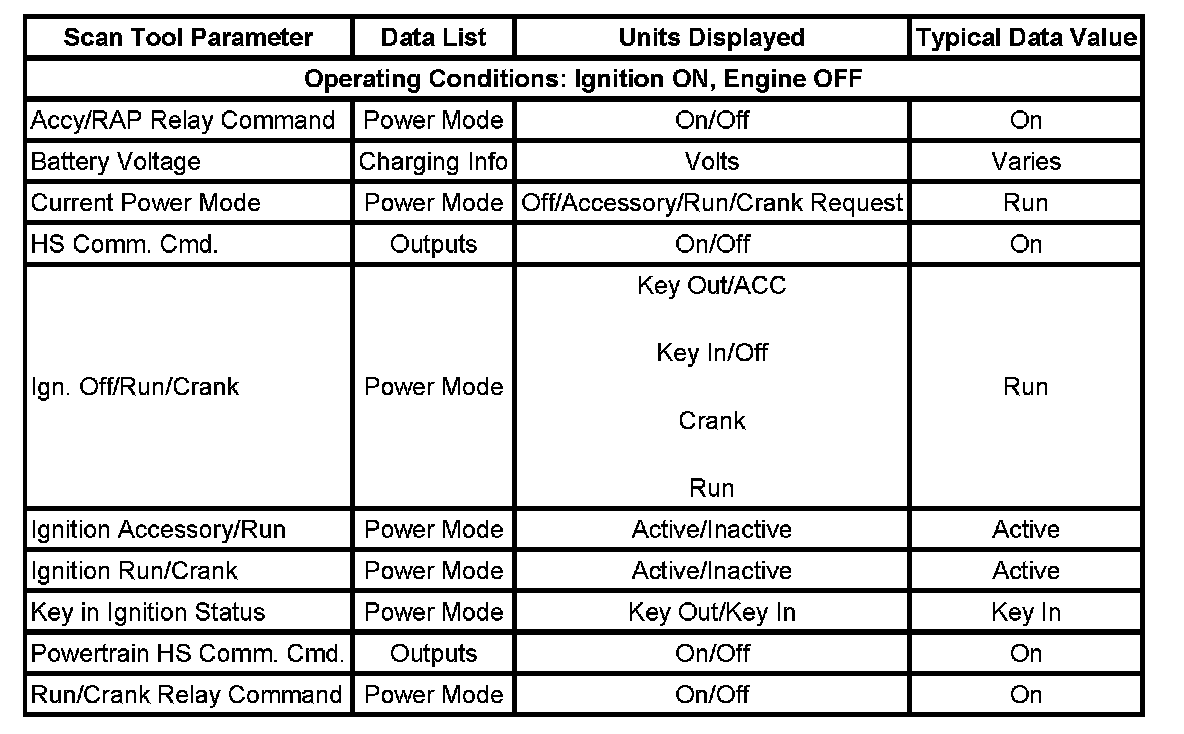 Scan Tool Parameter Data List Units Displayed Typical Data Value
Operating Conditions: Ignition ON, Engine OFF
Accy/RAP Relay Command Power Mode On/Off On
Battery Voltage Charging Info Volts Varies
Current Power Mode Power Mode Off/Accessory/Run/Crank Request Run
HS Comm. Cmd. Outputs On/Off On
Key Out/ACC
Key In/Off
Ign. Off/Run/Crank Power Mode Run
Crank
Run
Ignition Accessory/Run Power Mode Active/Inactive Active
Ignition Run/Crank Power Mode Active/Inactive Active
Key in Ignition Status Power Mode Key Out/Key In Key In
Powertrain HS Comm. Cmd. Outputs On/Off On
Run/Crank Relay Command Power Mode On/Off On